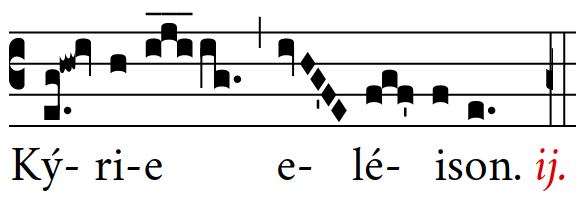 Ký- ri-e e- lé- ison. ij.